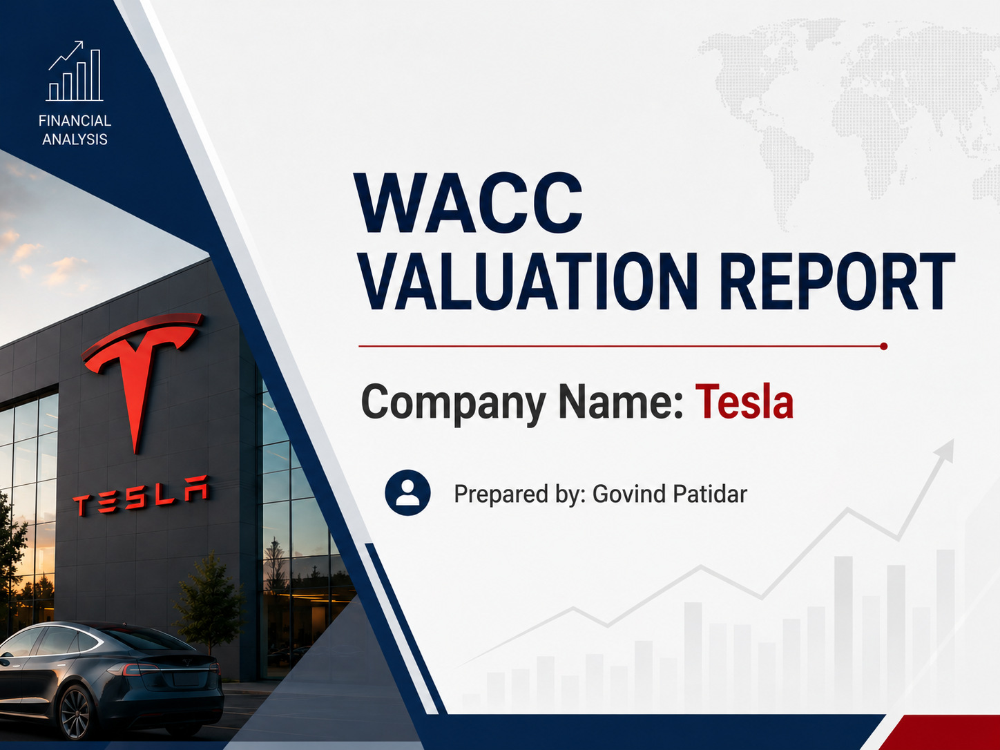 FINANCIAL
ANALYSIS
WACC
VALUATION REPORT
Company Name: Tesla
Prepared by: Govind Patidar
TESLA